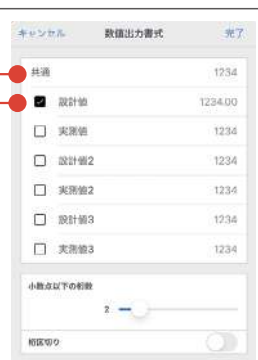 キャンセル 数値出力書式 完了
共通 1234
設計値 1234.00
実測値 1234
設計値2 1234
実測値2 1234
設計値3 1234
実測値3 1234
小数点以下の桁数
2
桁区切り